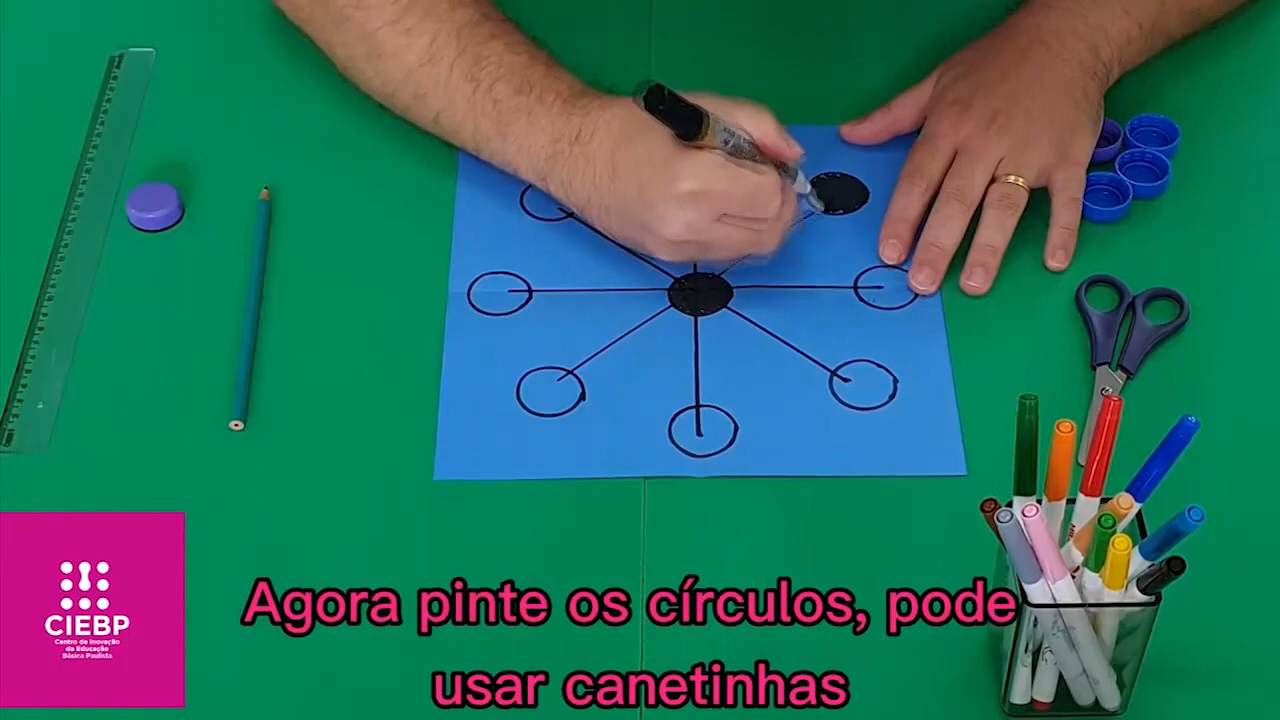 CIEBP
Centro de Inovação
da Educação
Básica Paulista
Agora pinte os círculos, pode
usar canetinhas